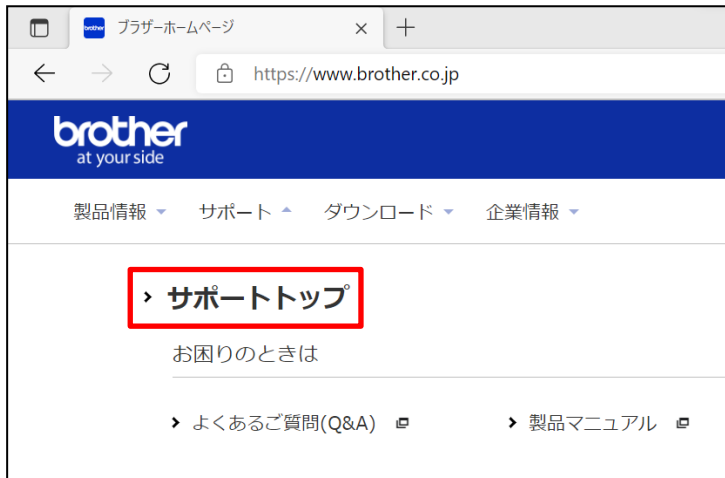 brother ブラザーホームページ
https://www.brother.co.jp
brother
at your side
製品情報 サポート ダウンロード 企業情報
サポートトップ
お困りのときは
よくあるご質問(Q&A) 製品マニュアル